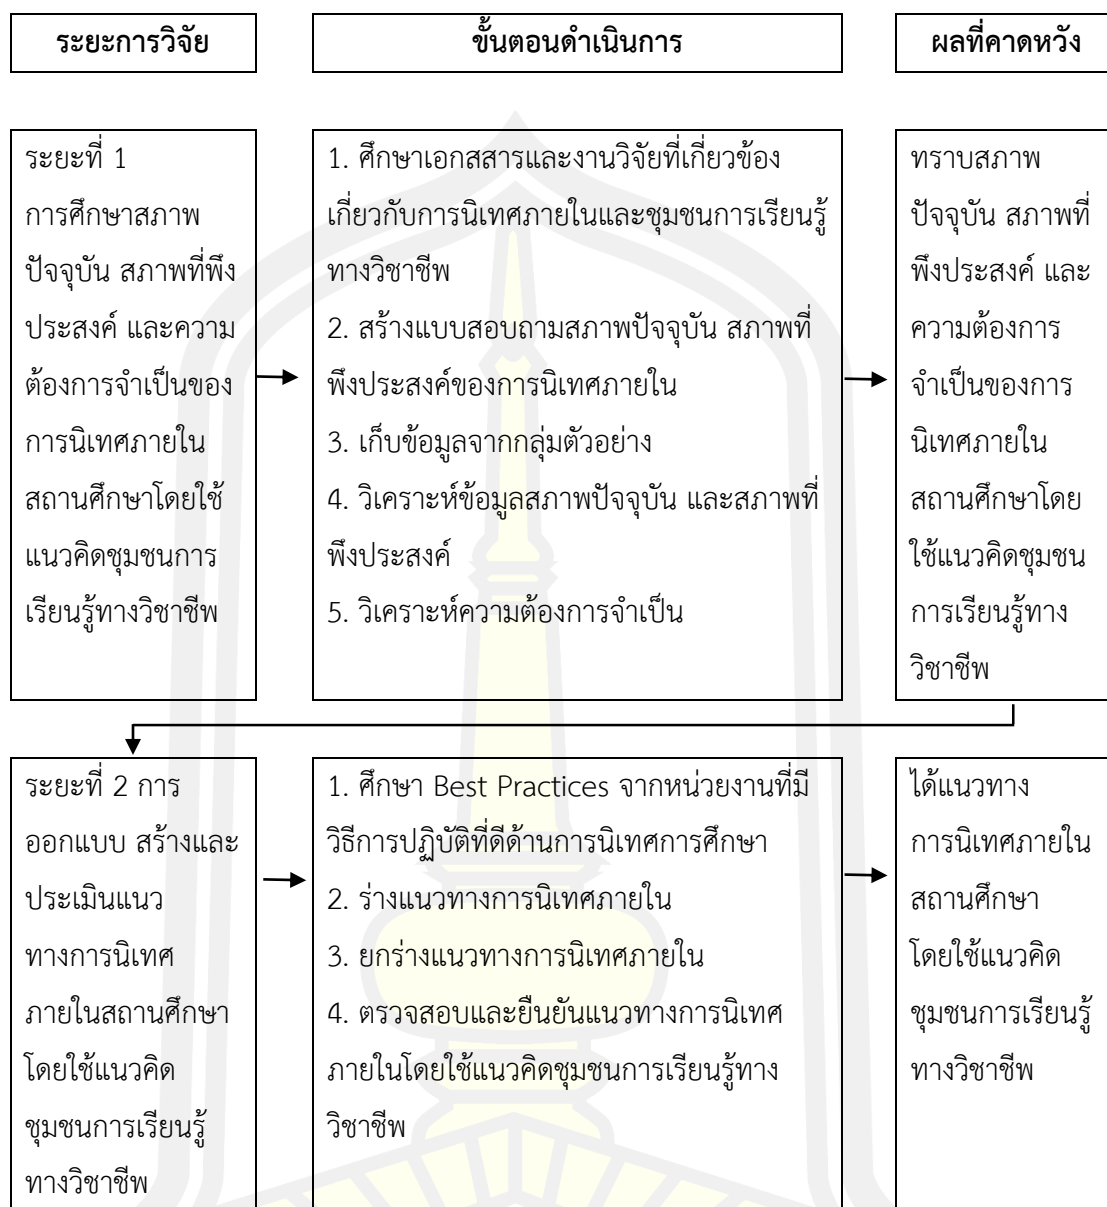 ระยะการวิจัย
ขั้นตอนดำเนินการ
ผลที่คาดหวัง
ระยะที่ 1
การศึกษาสภาพ
ปัจจุบัน สภาพที่พึง
ประสงค์ และความ
ต้องการจำเป็นของ
การนิเทศภายใน
สถานศึกษาโดยใช้
แนวคิดชุมชนการ
เรียนรู้ทางวิชาชีพ
1. ศึกษาเอกสสารและงานวิจัยที่เกี่ยวข้อง
เกี่ยวกับการนิเทศภายในและชุมชนการเรียนรู้
ทางวิชาชีพ
2. สร้างแบบสอบถามสภาพปัจจุบัน สภาพที่
พึงประสงค์ของการนิเทศภายใน
3. เก็บข้อมูลจากกลุ่มตัวอย่าง
4. วิเคราะห์ข้อมูลสภาพปัจจุบัน และสภาพที่
พึงประสงค์
5. วิเคราะห์ความต้องการจำเป็น
ทราบสภาพ
ปัจจุบัน สภาพที่
พึงประสงค์ และ
ความต้องการ
จำเป็นของการ
นิเทศภายใน
สถานศึกษาโดย
ใช้แนวคิดชุมชน
การเรียนรู้ทาง
วิชาชีพ
ระยะที่ 2 การ
ออกแบบ สร้างและ
ประเมินแนว
ทางการนิเทศ
ภายในสถานศึกษา
โดยใช้แนวคิด
ชุมชนการเรียนรู้
ทางวิชาชีพ
1. ศึกษา Best Practices จากหน่วยงานที่มี
วิธีการปฏิบัติที่ดีด้านการนิเทศการศึกษา
2. ร่างแนวทางการนิเทศภายใน
3. ยกร่างแนวทางการนิเทศภายใน
4. ตรวจสอบและยืนยันแนวทางการนิเทศ
ภายในโดยใช้แนวคิดชุมชนการเรียนรู้ทาง
วิชาชีพ
ได้แนวทาง
การนิเทศภายใน
สถานศึกษา
โดยใช้แนวคิด
ชุมชนการเรียนรู้
ทางวิชาชีพ